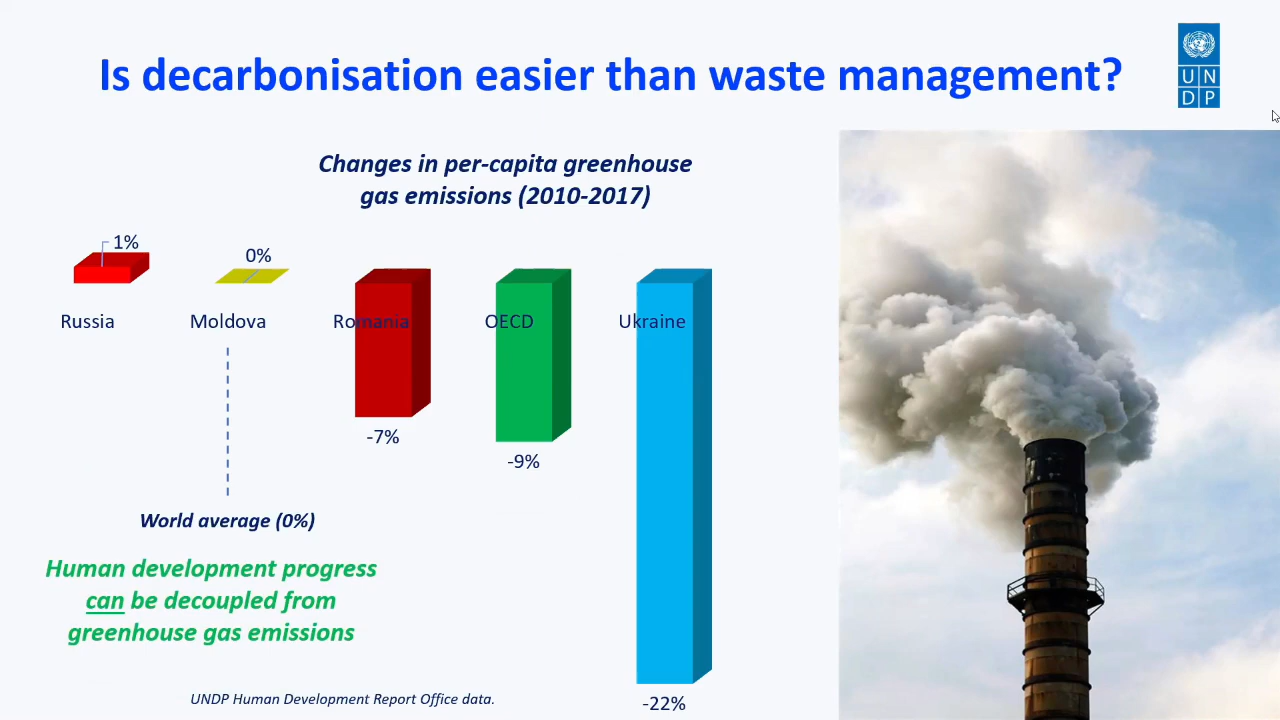 Is decarbonisation easier than waste management?
UN
DP
Changes in per-capita greenhouse
gas emissions (2010-2017)
1%
0%
Russia
Moldova
Romania
OECD
Ukraine
-7%
-9%
World average (0%)
Human development progress
can be decoupled from
greenhouse gas emissions
UNDP Human Development Report Office data.
-22%